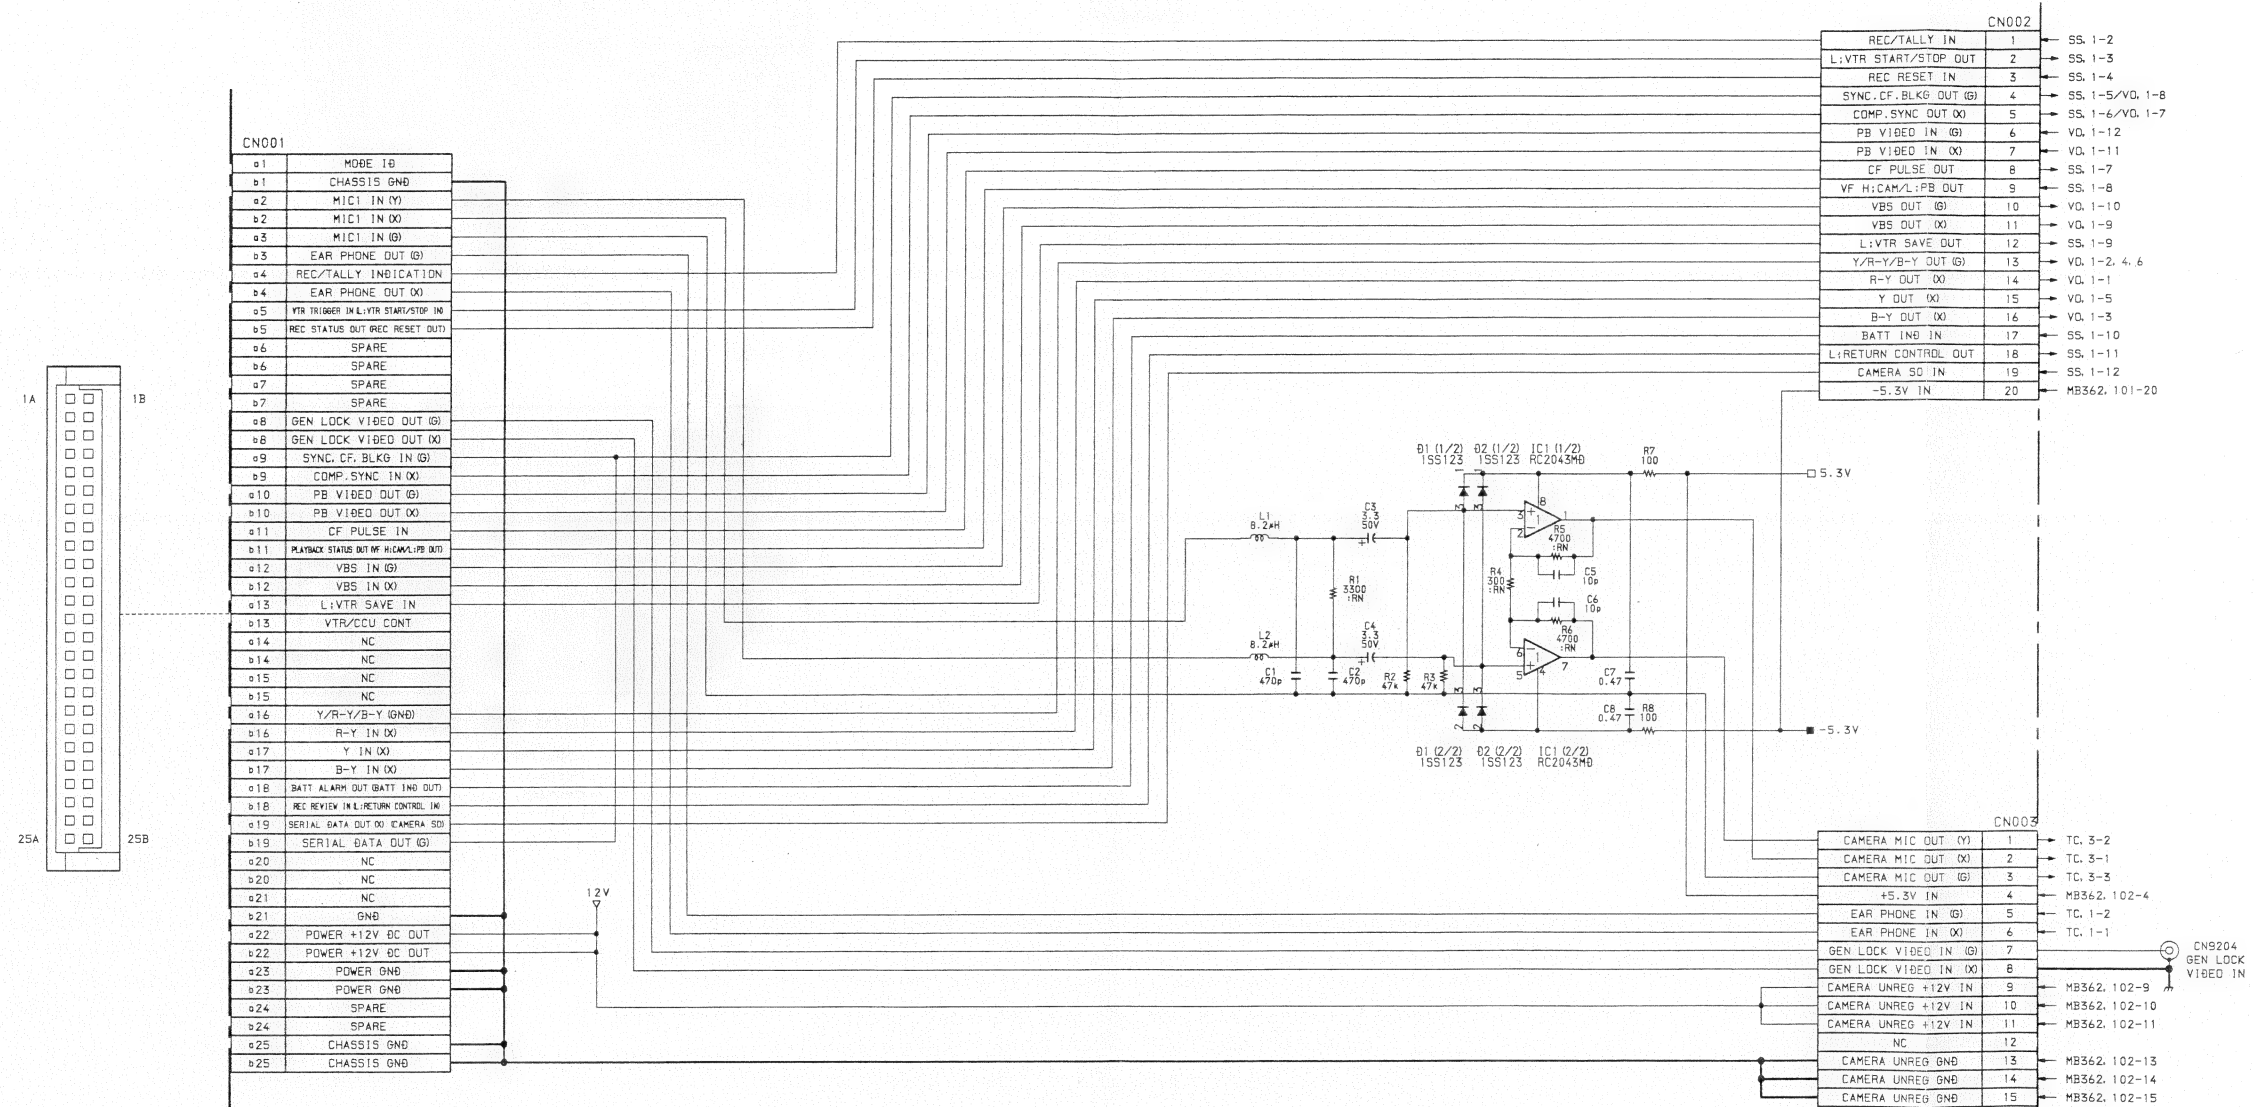 CN001
a1 MODE ID
b1 CHASSIS GND
a2 MIC1 IN (Y)
b2 MIC1 IN (X)
a3 MIC1 IN (G)
b3 EAR PHONE OUT (G)
a4 REC/TALLY INDICATION
b4 EAR PHONE OUT (X)
a5 VTR TRIGGER IN (L:VTR START/STOP IN)
b5 REC STATUS OUT (REC RESET OUT)
a6 SPARE
b6 SPARE
a7 SPARE
b7 SPARE
a8 GEN LOCK VIDEO OUT (G)
b8 GEN LOCK VIDEO OUT (X)
a9 SYNC. CF. BLKG IN (G)
b9 COMP.SYNC IN (X)
a10 PB VIDEO OUT (G)
b10 PB VIDEO OUT (X)
a11 CF PULSE IN
b11 PLAYBACK STATUS OUT (VF H:CAM/L:PB OUT)
a12 VBS IN (G)
b12 VBS IN (X)
a13 L:VTR SAVE IN
b13 VTR/CCU CONT
a14 NC
b14 NC
a15 NC
b15 NC
a16 Y/R-Y/B-Y (GND)
b16 R-Y IN (X)
a17 Y IN (X)
b17 B-Y IN (X)
a18 BATT ALARM OUT (BATT IND OUT)
b18 REC REVIEW IN (L:RETURN CONTROL IN)
a19 SERIAL DATA OUT (X) (CAMERA SD)
b19 SERIAL DATA OUT (G)
a20 NC
b20 NC
a21 NC
b21 GND
a22 POWER +12V DC OUT
b22 POWER +12V DC OUT
a23 POWER GND
b23 POWER GND
a24 SPARE
b24 SPARE
a25 CHASSIS GND
b25 CHASSIS GND
1A 1B
25A 25B
12V
CN002
REC/TALLY IN 1 SS. 1-2
L:VTR START/STOP OUT 2 SS. 1-3
REC RESET IN 3 SS. 1-4
SYNC.CF.BLKG OUT (G) 4 SS. 1-5/VO. 1-8
COMP.SYNC OUT (X) 5 SS. 1-6/VO. 1-7
PB VIDEO IN (G) 6 VO. 1-12
PB VIDEO IN (X) 7 VO. 1-11
CF PULSE OUT 8 SS. 1-7
VF H:CAM/L:PB OUT 9 SS. 1-8
VBS OUT (G) 10 VO. 1-10
VBS OUT (X) 11 VO. 1-9
L:VTR SAVE OUT 12 SS. 1-9
Y/R-Y/B-Y OUT (G) 13 VO. 1-2, 4, 6
R-Y OUT (X) 14 VO. 1-1
Y OUT (X) 15 VO. 1-5
B-Y OUT (X) 16 VO. 1-3
BATT IND IN 17 SS. 1-10
L:RETURN CONTROL OUT 18 SS. 1-11
CAMERA SD IN 19 SS. 1-12
-5.3V IN 20 MB362. 101-20
D1 (1/2) D2 (1/2) IC1 (1/2)
1SS123 1SS123 RC2043MD
R7
100
5.3V
L1
8.2μH
C3
3.3
50V
1 1
3 3
3 8 1
2
R5
4700
:RN
R1
3300
:RN
R4
300
:RN
C5
10p
C6
10p
L2
8.2μH
C4
3.3
50V
R6
4700
:RN
6
5 4 7
C1
470p
C2
470p
R2
47k
R3
47k
C7
0.47
3 3
C8
0.47
R8
100
2 2
-5.3V
D1 (2/2) D2 (2/2) IC1 (2/2)
1SS123 1SS123 RC2043MD
CN003
CAMERA MIC OUT (Y) 1 TC. 3-2
CAMERA MIC OUT (X) 2 TC. 3-1
CAMERA MIC OUT (G) 3 TC. 3-3
+5.3V IN 4 MB362. 102-4
EAR PHONE IN (G) 5 TC. 1-2
EAR PHONE IN (X) 6 TC. 1-1
GEN LOCK VIDEO IN (G) 7
GEN LOCK VIDEO IN (X) 8
CN9204
GEN LOCK
VIDEO IN
CAMERA UNREG +12V IN 9 MB362. 102-9
CAMERA UNREG +12V IN 10 MB362. 102-10
CAMERA UNREG +12V IN 11 MB362. 102-11
NC 12
CAMERA UNREG GND 13 MB362. 102-13
CAMERA UNREG GND 14 MB362. 102-14
CAMERA UNREG GND 15 MB362. 102-15